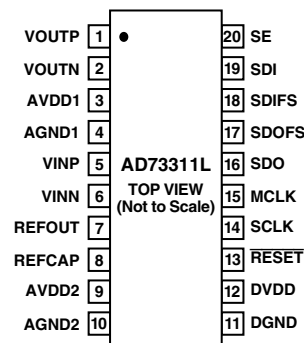 VOUTP 1 20 SE
VOUTN 2 19 SDI
AVDD1 3 18 SDIFS
AGND1 4 17 SDOFS
VINP 5 AD73311L 16 SDO
VINN 6 TOP VIEW 15 MCLK
(Not to Scale)
REFOUT 7 14 SCLK
REFCAP 8 13 RESET
AVDD2 9 12 DVDD
AGND2 10 11 DGND